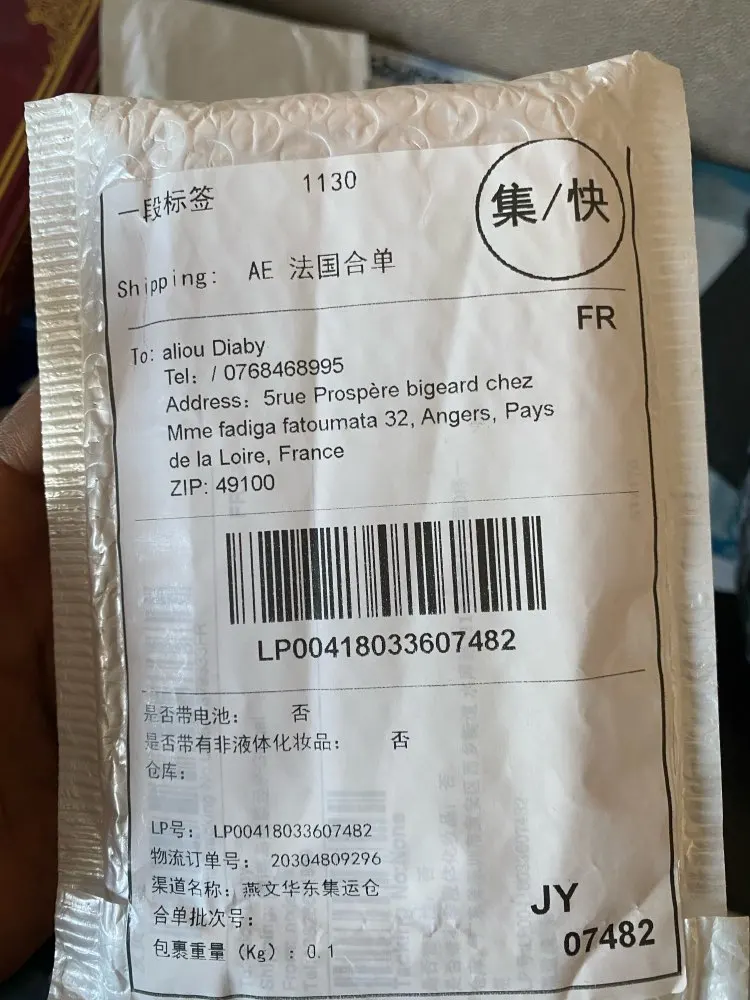 一段标签
1130
集/快
Shipping: AE 法国合单
FR
To: aliou Diaby
Tel: / 0768468995
Address: 5rue Prospère bigeard chez
Mme fadiga fatoumata 32, Angers, Pays
de la Loire, France
ZIP: 49100
LP00418033607482
是否带电池: 否
是否带有非液体化妆品: 否
仓库:
LP号: LP00418033607482
物流订单号: 20304809296
渠道名称: 燕文华东集运仓
合单批次号:
包裹重量 (Kg) : 0.1
JY
07482